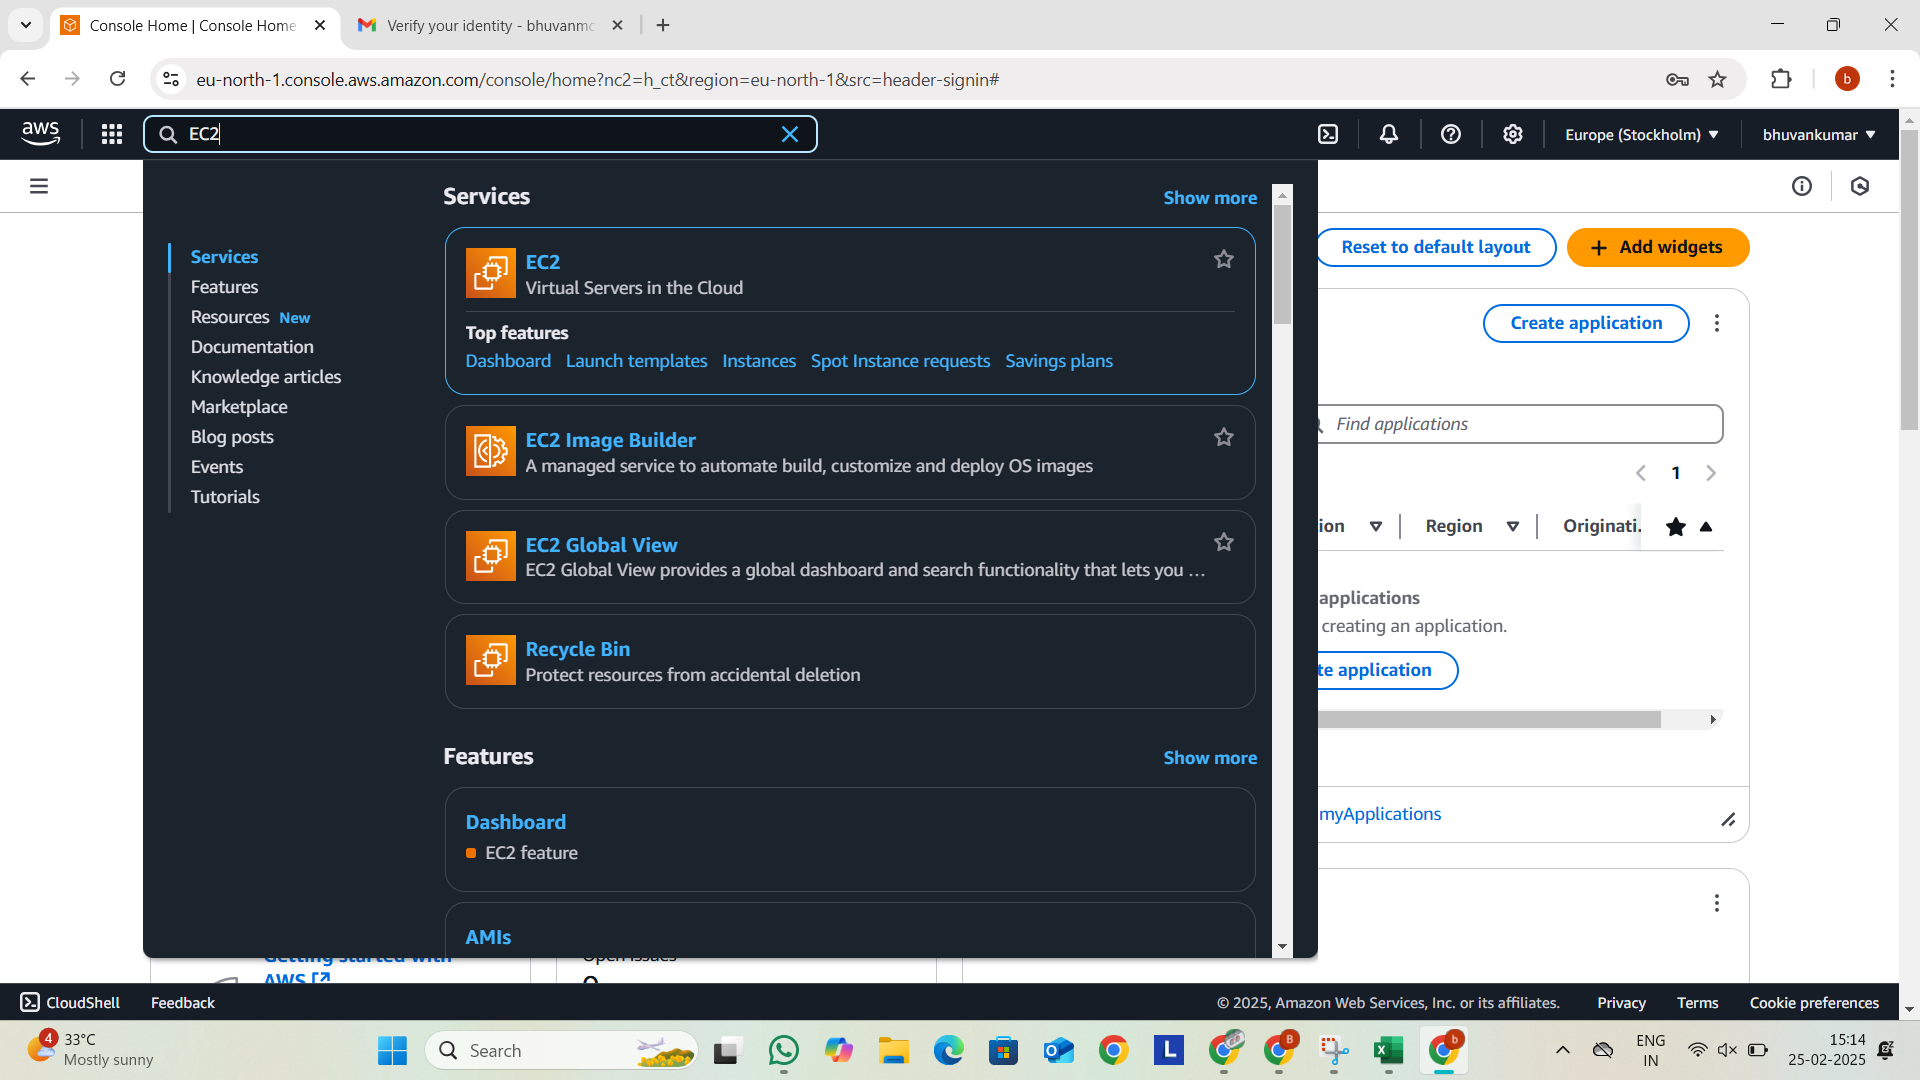 Console Home | Console Home
Verify your identity - bhuvanmc
eu-north-1.console.aws.amazon.com/console/home?nc2=h_ct&region=eu-north-1&src=header-signin#
b
aws
EC2
Europe (Stockholm)
bhuvankumar
Services
Features
Resources New
Documentation
Knowledge articles
Marketplace
Blog posts
Events
Tutorials
Services
Show more
EC2
Virtual Servers in the Cloud
Top features
Dashboard Launch templates Instances Spot Instance requests Savings plans
EC2 Image Builder
A managed service to automate build, customize and deploy OS images
EC2 Global View
EC2 Global View provides a global dashboard and search functionality that lets you …
Recycle Bin
Protect resources from accidental deletion
Features
Show more
Dashboard
EC2 feature
AMIs
Reset to default layout
Add widgets
Create application
Find applications
1
ion
Region
Originati.
applications
creating an application.
te application
myApplications
Getting started with
AWS
Open issues
CloudShell
Feedback
© 2025, Amazon Web Services, Inc. or its affiliates.
Privacy
Terms
Cookie preferences
4
33°C
Mostly sunny
Search
L
B
b
ENG
IN
15:14
25-02-2025